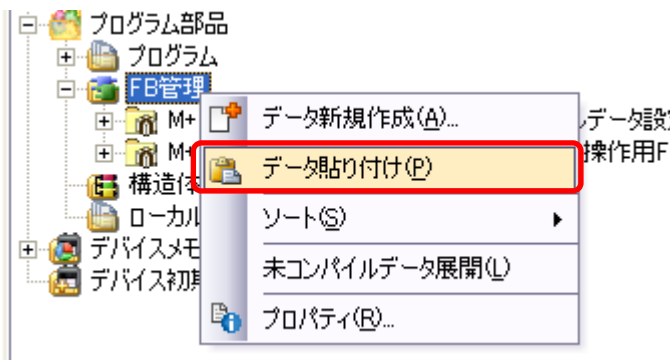 プログラム部品
プログラム
FB管理
M+
データ新規作成(A)...
ルデータ設定
M+
データ貼り付け(P)
操作用F
構造体
ローカル
ソート(S)
デバイスメモ
未コンパイルデータ展開(L)
デバイス初期
プロパティ(R)...